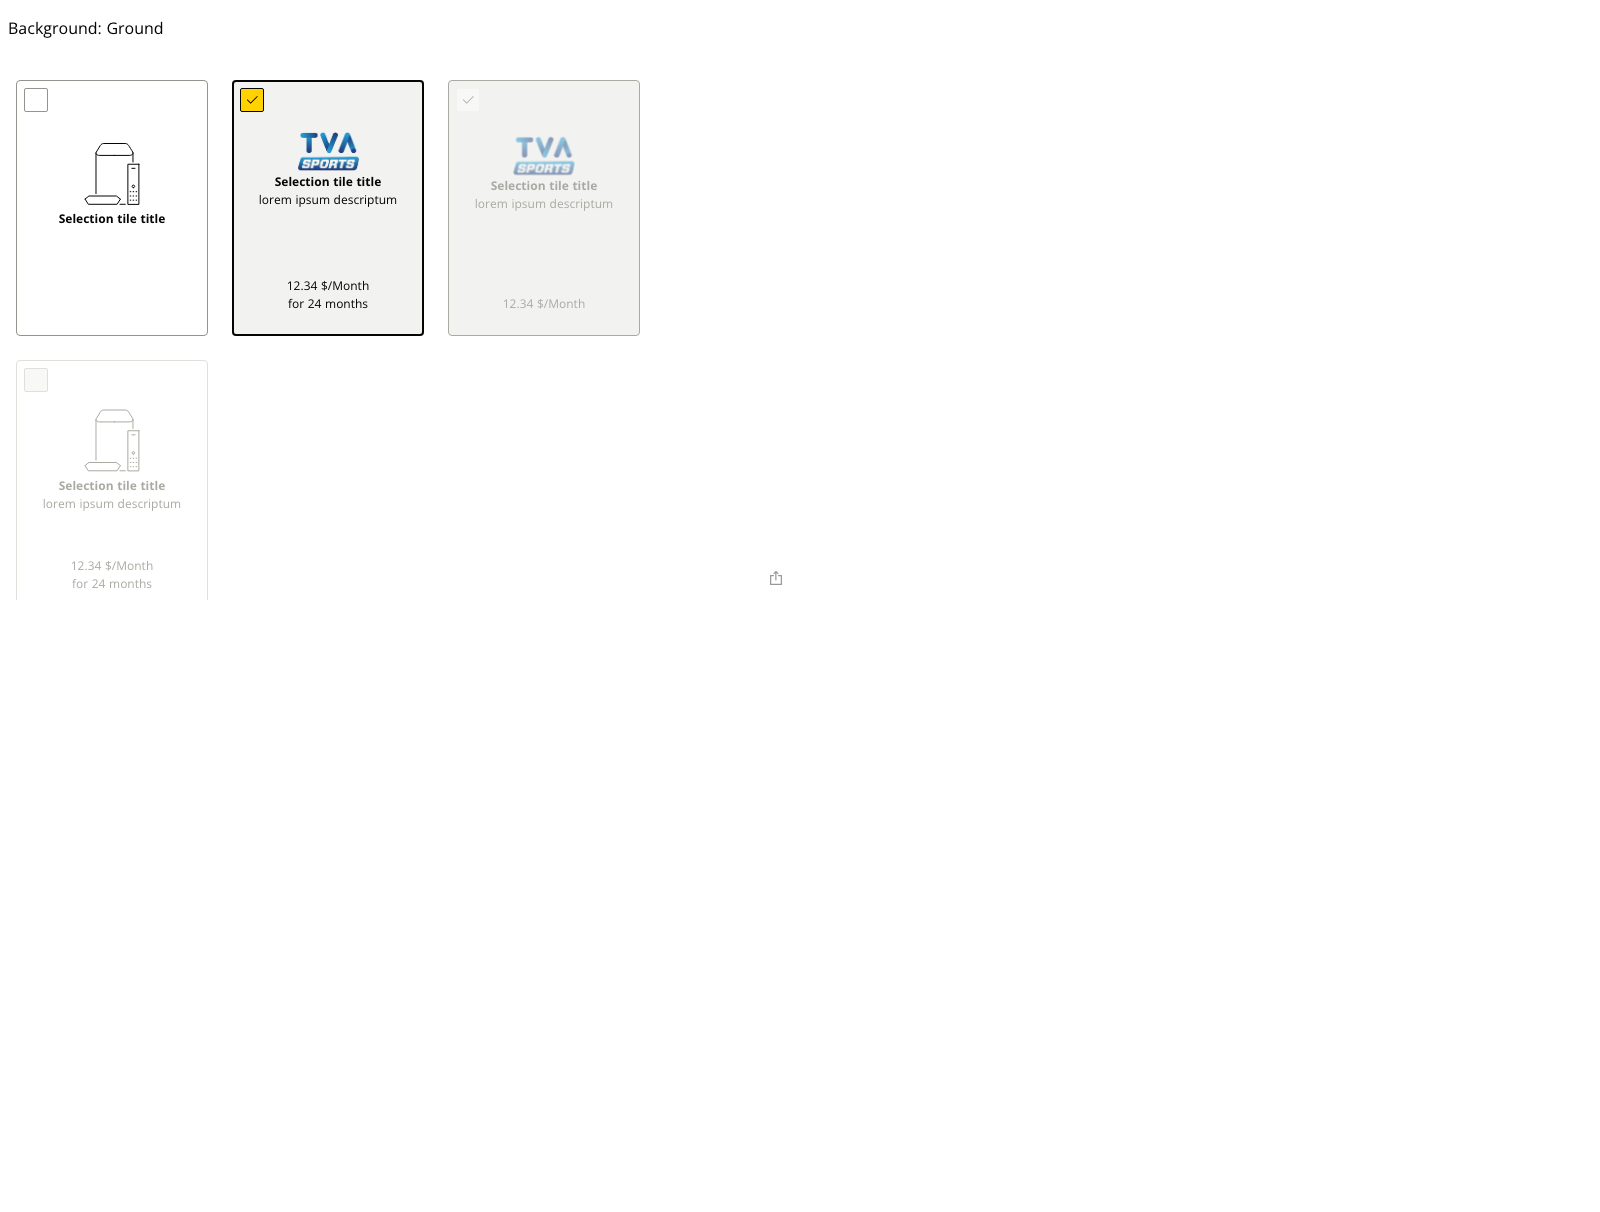 Background: Ground
Selection tile title
TVA
SPORTS
Selection tile title
lorem ipsum descriptum
12.34 $/Month
for 24 months
TVA
SPORTS
Selection tile title
lorem ipsum descriptum
12.34 $/Month
Selection tile title
lorem ipsum descriptum
12.34 $/Month
for 24 months